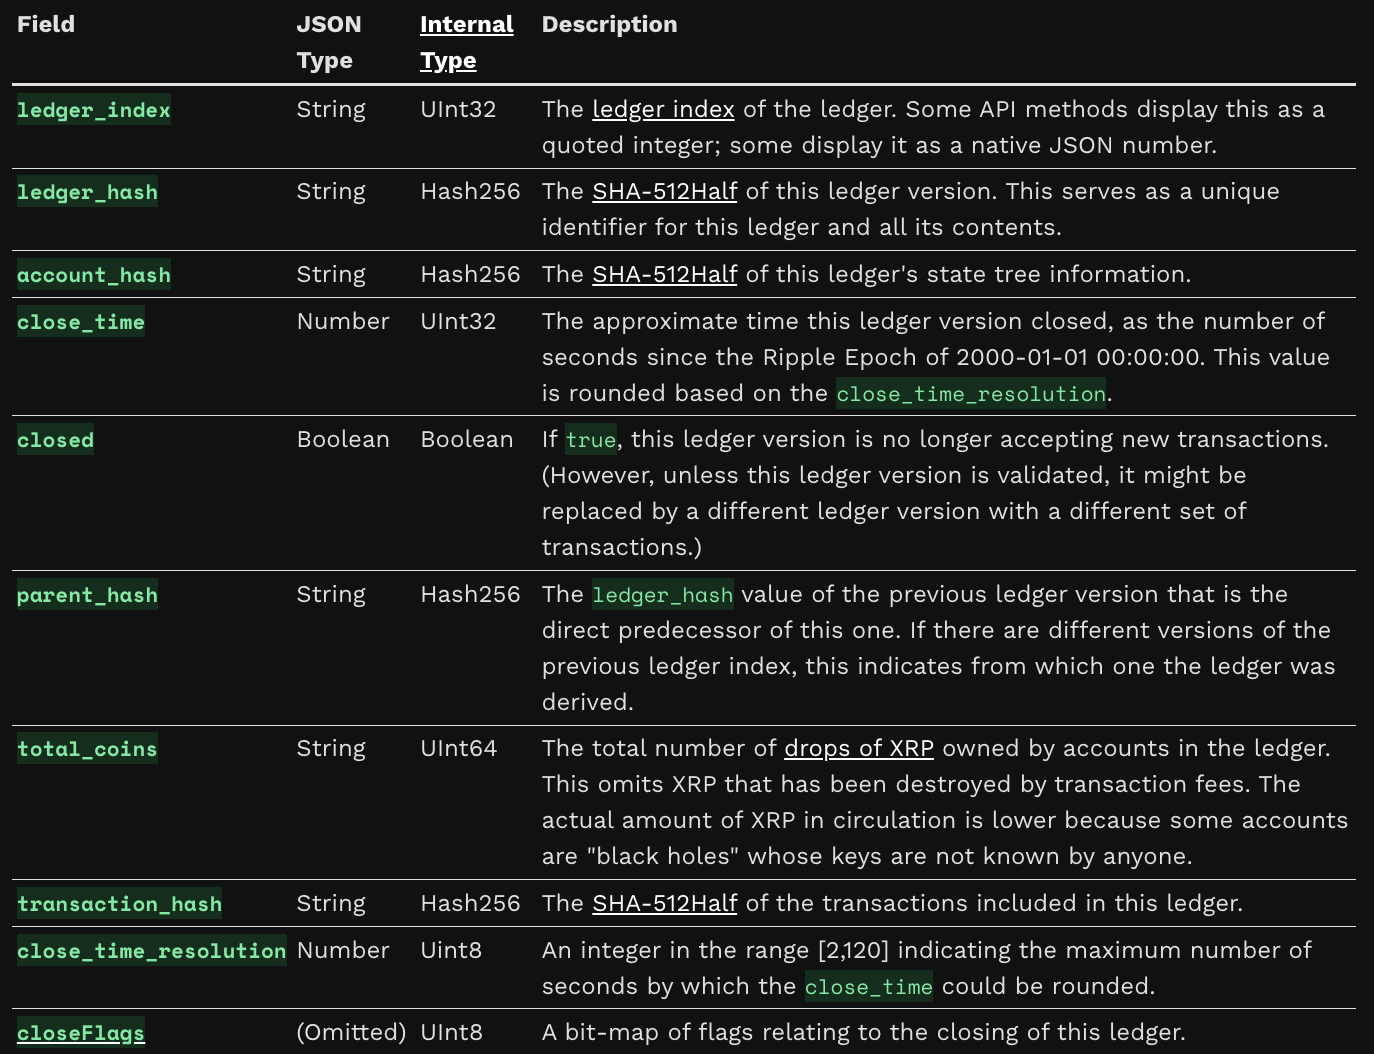 Field JSON Type Internal Type Description
ledger_index String UInt32 The ledger index of the ledger. Some API methods display this as a
quoted integer; some display it as a native JSON number.
ledger_hash String Hash256 The SHA-512Half of this ledger version. This serves as a unique
identifier for this ledger and all its contents.
account_hash String Hash256 The SHA-512Half of this ledger's state tree information.
close_time Number UInt32 The approximate time this ledger version closed, as the number of
seconds since the Ripple Epoch of 2000-01-01 00:00:00. This value
is rounded based on the close_time_resolution.
closed Boolean Boolean If true, this ledger version is no longer accepting new transactions.
(However, unless this ledger version is validated, it might be
replaced by a different ledger version with a different set of
transactions.)
parent_hash String Hash256 The ledger_hash value of the previous ledger version that is the
direct predecessor of this one. If there are different versions of the
previous ledger index, this indicates from which one the ledger was
derived.
total_coins String UInt64 The total number of drops of XRP owned by accounts in the ledger.
This omits XRP that has been destroyed by transaction fees. The
actual amount of XRP in circulation is lower because some accounts
are "black holes" whose keys are not known by anyone.
transaction_hash String Hash256 The SHA-512Half of the transactions included in this ledger.
close_time_resolution Number Uint8 An integer in the range [2,120] indicating the maximum number of
seconds by which the close_time could be rounded.
closeFlags (Omitted) UInt8 A bit-map of flags relating to the closing of this ledger.